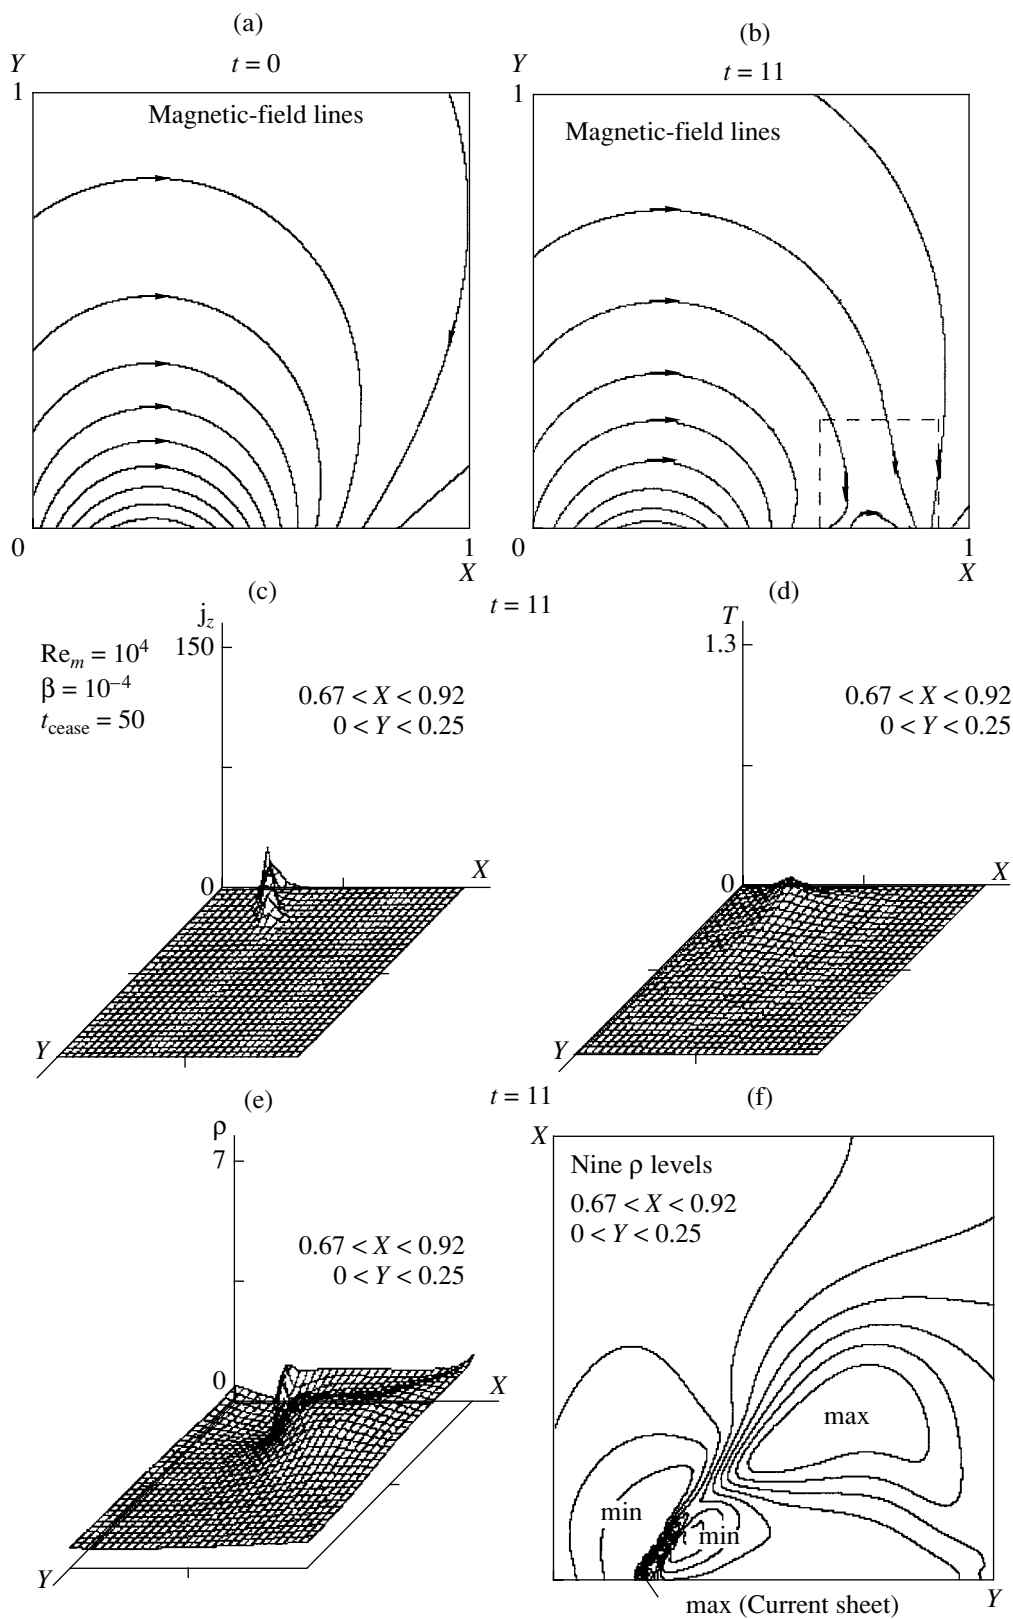 (a)
t = 0
Y
1
Magnetic-field lines
0
1
X
(b)
t = 11
Y
1
Magnetic-field lines
0
1
X
(c)
t = 11
j_z
150
Re_m = 10^4
β = 10^–4
t_cease = 50
0.67 < X < 0.92
0 < Y < 0.25
0
X
Y
(d)
T
1.3
0.67 < X < 0.92
0 < Y < 0.25
0
X
Y
(e)
t = 11
ρ
7
0.67 < X < 0.92
0 < Y < 0.25
0
X
Y
(f)
X
Nine ρ levels
0.67 < X < 0.92
0 < Y < 0.25
max
min
min
Y
max (Current sheet)